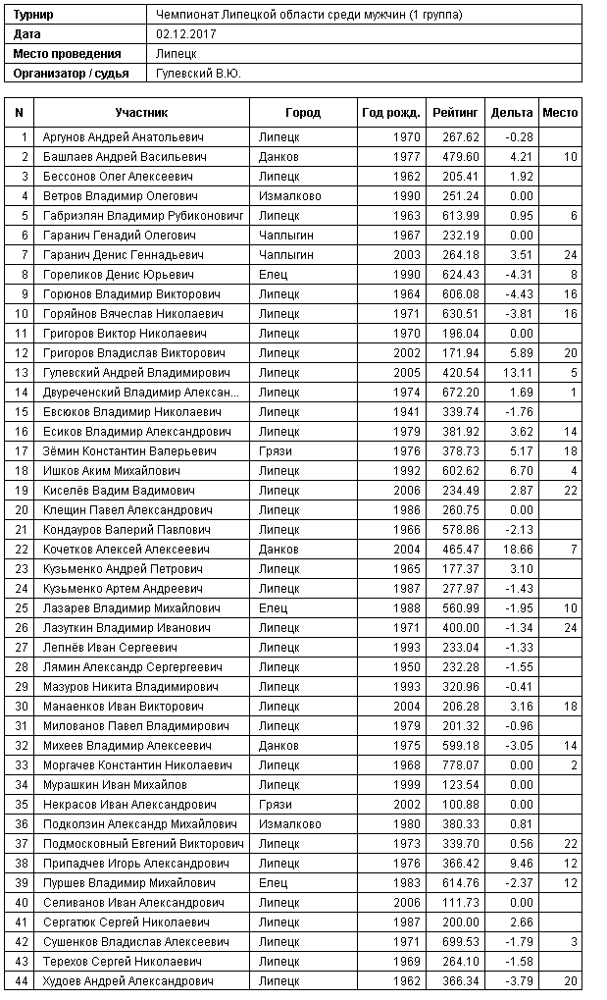 Турнир Чемпионат Липецкой области среди мужчин (1 группа)
Дата 02.12.2017
Место проведения Липецк
Организатор / судья Гулевский В.Ю.
N Участник Город Год рожд. Рейтинг Дельта Место
1 Аргунов Андрей Анатольевич Липецк 1970 267.62 -0.28
2 Башлаев Андрей Васильевич Данков 1977 479.60 4.21 10
3 Бессонов Олег Алексеевич Липецк 1962 205.41 1.92
4 Ветров Владимир Олегович Измалково 1990 251.24 0.00
5 Габризлян Владимир Рубиконовичг Липецк 1963 613.99 0.95 6
6 Гаранич Генадий Олегович Чаплыгин 1967 232.19 0.00
7 Гаранич Денис Геннадьевич Чаплыгин 2003 264.18 3.51 24
8 Гореликов Денис Юрьевич Елец 1990 624.43 -4.31 8
9 Горюнов Владимир Викторович Липецк 1964 606.08 -4.43 16
10 Горяйнов Вячеслав Николаевич Липецк 1971 630.51 -3.81 16
11 Григоров Виктор Николаевич Липецк 1970 196.04 0.00
12 Григоров Владислав Викторович Липецк 2002 171.94 5.89 20
13 Гулевский Андрей Владимирович Липецк 2005 420.54 13.11 5
14 Двуреченский Владимир Алексан... Липецк 1974 672.20 1.69 1
15 Евсюков Владимир Николаевич Липецк 1941 339.74 -1.76
16 Есиков Владимир Александрович Липецк 1979 381.92 3.62 14
17 Зёмин Константин Валерьевич Грязи 1976 378.73 5.17 18
18 Ишков Аким Михайлович Липецк 1992 602.62 6.70 4
19 Киселёв Вадим Вадимович Липецк 2006 234.49 2.87 22
20 Клещин Павел Александрович Липецк 1986 260.75 0.00
21 Кондауров Валерий Павлович Липецк 1966 578.86 -2.13
22 Кочетков Алексей Алексеевич Данков 2004 465.47 18.66 7
23 Кузьменко Андрей Петрович Липецк 1965 177.37 3.10
24 Кузьменко Артем Андреевич Липецк 1987 277.97 -1.43
25 Лазарев Владимир Михайлович Елец 1988 560.99 -1.95 10
26 Лазуткин Владимир Иванович Липецк 1971 400.00 -1.34 24
27 Лепнёв Иван Сергеевич Липецк 1993 233.04 -1.33
28 Лямин Александр Сергергеевич Липецк 1950 232.28 -1.55
29 Мазуров Никита Владимирович Липецк 1993 320.96 -0.41
30 Манаенков Иван Викторович Липецк 2004 206.28 3.16 18
31 Милованов Павел Владимирович Липецк 1979 201.32 -0.96
32 Михеев Владимир Алексеевич Данков 1975 599.18 -3.05 14
33 Моргачев Константин Николаевич Липецк 1968 778.07 0.00 2
34 Мурашкин Иван Михайлов Липецк 1999 123.54 0.00
35 Некрасов Иван Александрович Грязи 2002 100.88 0.00
36 Подколзин Александр Михайлович Измалково 1980 380.33 0.81
37 Подмосковный Евгений Викторович Липецк 1973 339.70 0.56 22
38 Припадчев Игорь Александрович Липецк 1976 366.42 9.46 12
39 Пуршев Владимир Михайлович Елец 1983 614.76 -2.37 12
40 Селиванов Иван Александрович Липецк 2006 111.73 0.00
41 Сергатюк Сергей Николаевич Липецк 1987 200.00 2.66
42 Сушенков Владислав Алексеевич Липецк 1971 699.53 -1.79 3
43 Терехов Сергей Николаевич Липецк 1969 264.10 -1.58
44 Худоев Андрей Александрович Липецк 1962 366.34 -3.79 20